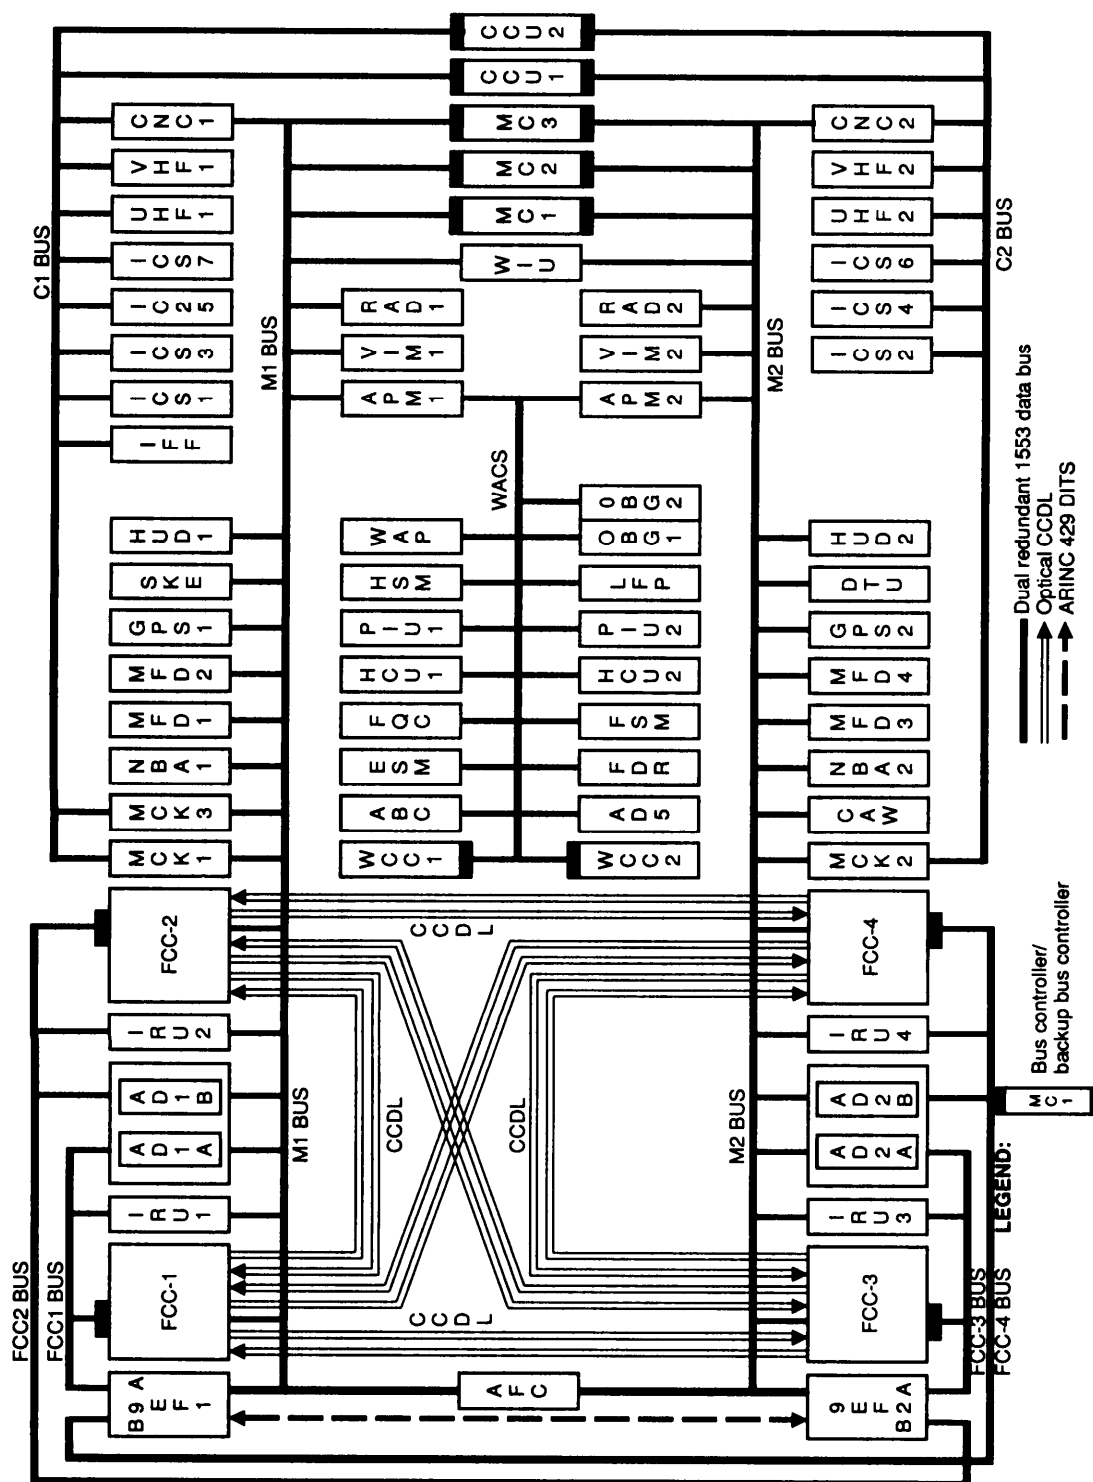 FCC2 BUS
FCC1 BUS
C1 BUS
B9 A
EF1
FCC-1
IRU1
AD1A
AD1B
IRU2
FCC-2
MCK1
MCK3
NBA1
MFD1
MFD2
GPS1
SKE
HUD1
IFF
ICS1
ICS3
IC25
ICS7
UHF1
VHF1
CNC1
M1 BUS
M1 BUS
CCDL
CCDL
CCDL
CCDL
WCC1
ABC
ESM
FQC
HCU1
PIU1
HSM
WAP
APM1
VIM1
RAD1
AFC
WACS
WIU
MC1
MC2
MC3
CCU1
CCU2
WCC2
AD5
FDR
FSM
HCU2
PIU2
LFP
OBG1
0BG2
APM2
VIM2
RAD2
M2 BUS
M2 BUS
9EF
B2A
FCC-3
IRU3
AD2A
AD2B
IRU4
FCC-4
MCK2
CAW
NBA2
MFD3
MFD4
GPS2
DTU
HUD2
ICS2
ICS4
ICS6
UHF2
VHF2
CNC2
FCC-3 BUS
FCC-4 BUS
C2 BUS
LEGEND:
MC1
Bus controller/
backup bus controller
Dual redundant 1553 data bus
Optical CCDL
ARINC 429 DITS